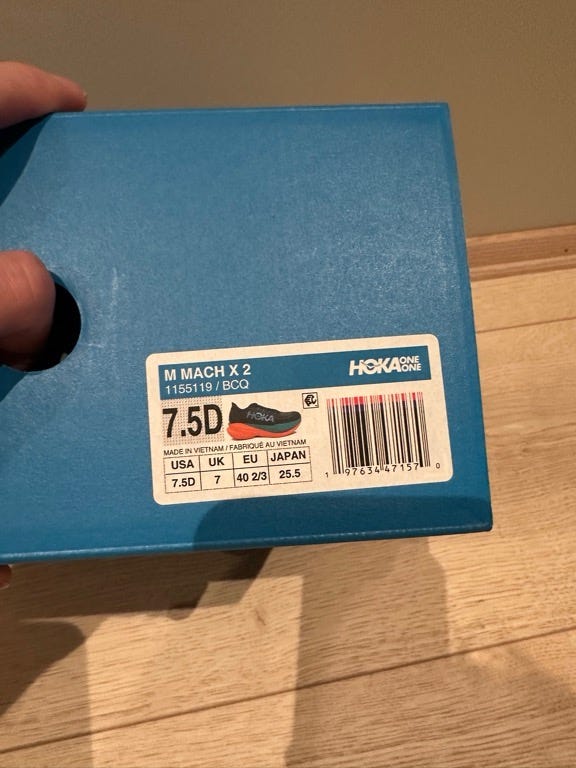 M MACH X 2
1155119 / BCQ
HOKA ONE ONE
7.5D
HOKA
MADE IN VIETNAM / FABRIQUÉ AU VIETNAM
USA UK EU JAPAN
7.5D 7 40 2/3 25.5
1 97634 47157 0